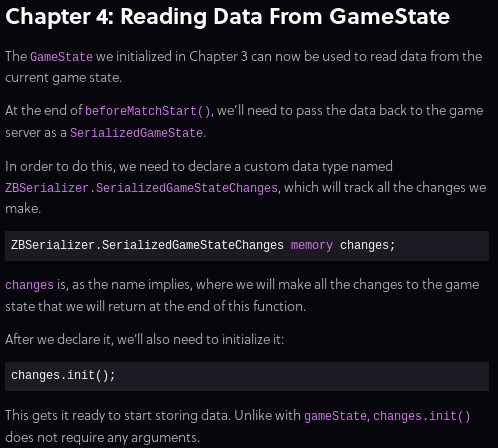 Chapter 4: Reading Data From GameState
The GameState we initialized in Chapter 3 can now be used to read data from the
current game state.
At the end of beforeMatchStart(), we'll need to pass the data back to the game
server as a SerializedGameState.
In order to do this, we need to declare a custom data type named
ZBSerializer.SerializedGameStateChanges, which will track all the changes we
make.
ZBSerializer.SerializedGameStateChanges memory changes;
changes is, as the name implies, where we will make all the changes to the game
state that we will return at the end of this function.
After we declare it, we'll also need to initialize it:
changes.init();
This gets it ready to start storing data. Unlike with gameState, changes.init()
does not require any arguments.